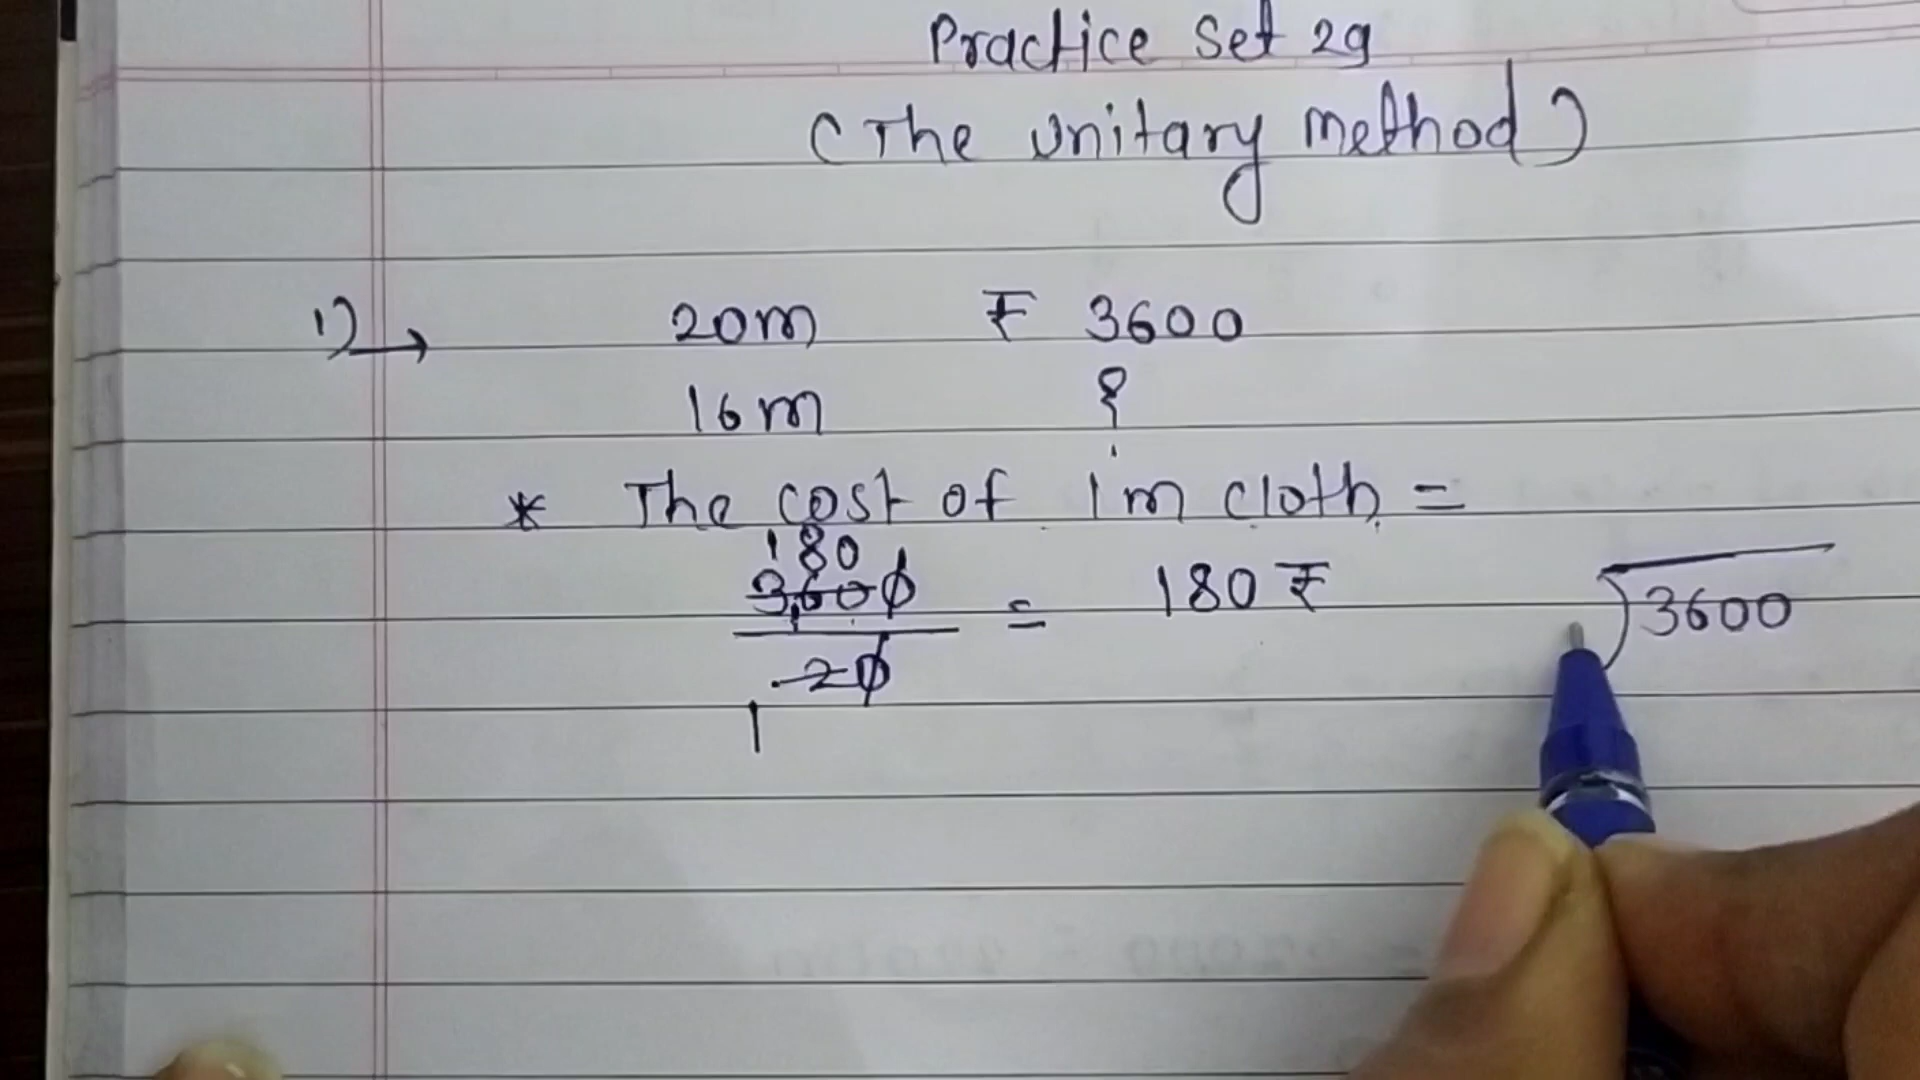 Practice Set 29
(The unitary method)
1)→ 20m ₹ 3600
16m ?
* The cost of 1m cloth =
180
3600 = 180 ₹ )3600
20
1